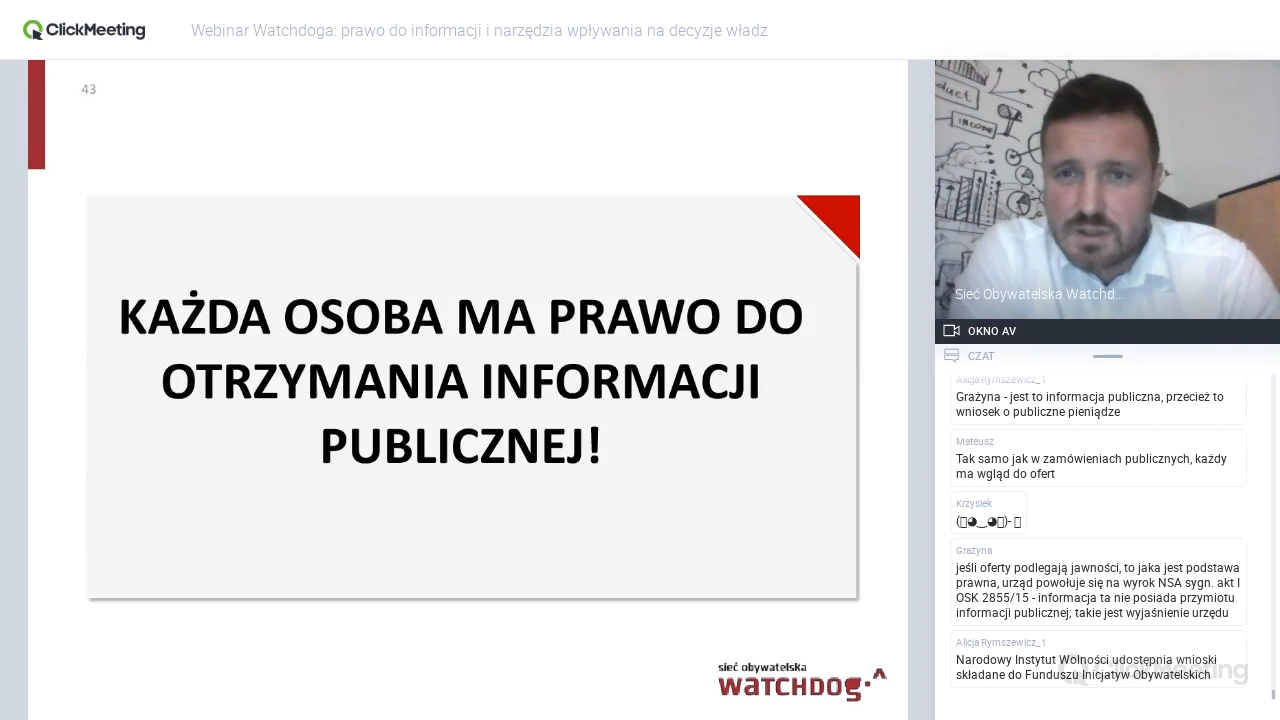 ClickMeeting
Webinar Watchdoga: prawo do informacji i narzędzia wpływania na decyzje władz
43
KAŻDA OSOBA MA PRAWO DO
OTRZYMANIA INFORMACJI
PUBLICZNEJ!
sieć obywatelska
WATCHDOG
duct
INCOME
Sieć Obywatelska Watchd...
OKNO AV
CZAT
Alicja Rymszewicz_1
Grażyna - jest to informacja publiczna, przecież to
wniosek o publiczne pieniądze
Mateusz
Tak samo jak w zamówieniach publicznych, każdy
ma wgląd do ofert
Krzysiek
Grażyna
jeśli oferty podlegają jawności, to jaka jest podstawa
prawna, urząd powołuje się na wyrok NSA sygn. akt I
OSK 2855/15 - informacja ta nie posiada przymiotu
informacji publicznej; takie jest wyjaśnienie urzędu
Alicja Rymszewicz_1
Narodowy Instytut Wolności udostępnia wnioski
składane do Funduszu Inicjatyw Obywatelskich
ClickMeeting